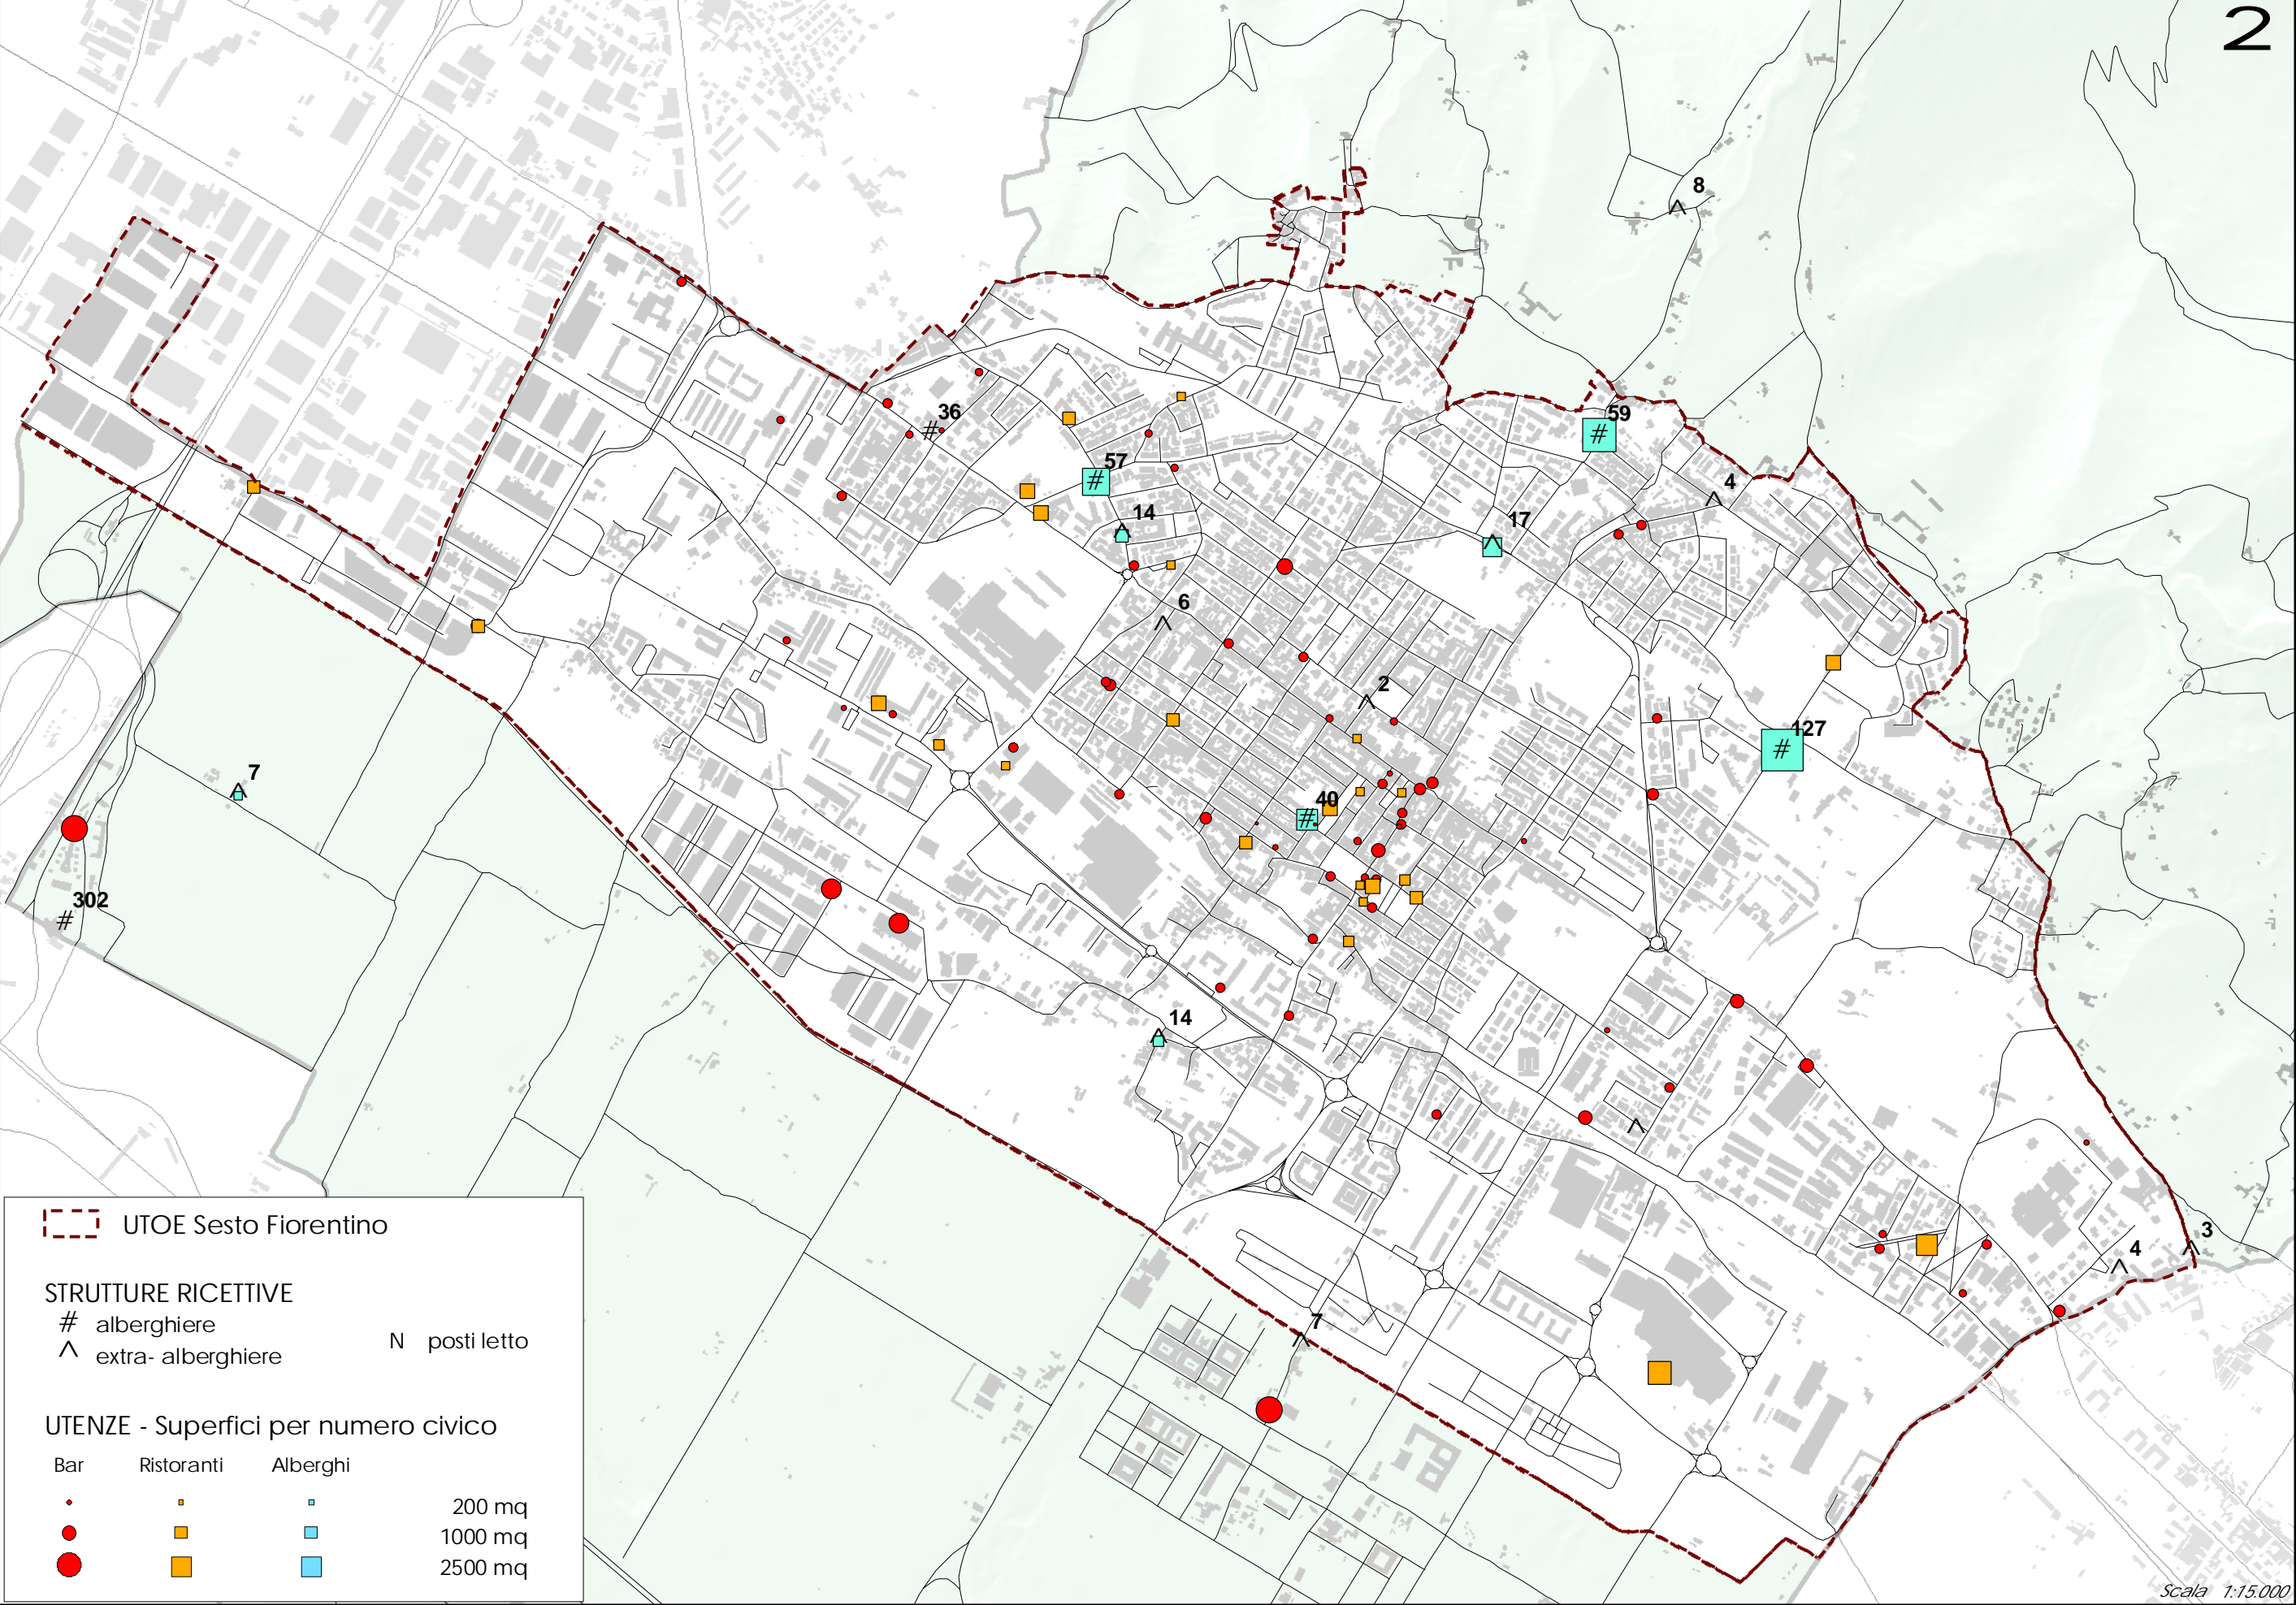 2
8
36
59
57
4
14
17
6
2
127
7
40
302
14
3
4
7
UTOE Sesto Fiorentino
STRUTTURE RICETTIVE
# alberghiere
^ extra- alberghiere
N posti letto
UTENZE - Superfici per numero civico
Bar Ristoranti Alberghi
200 mq
1000 mq
2500 mq
Scala 1:15.000